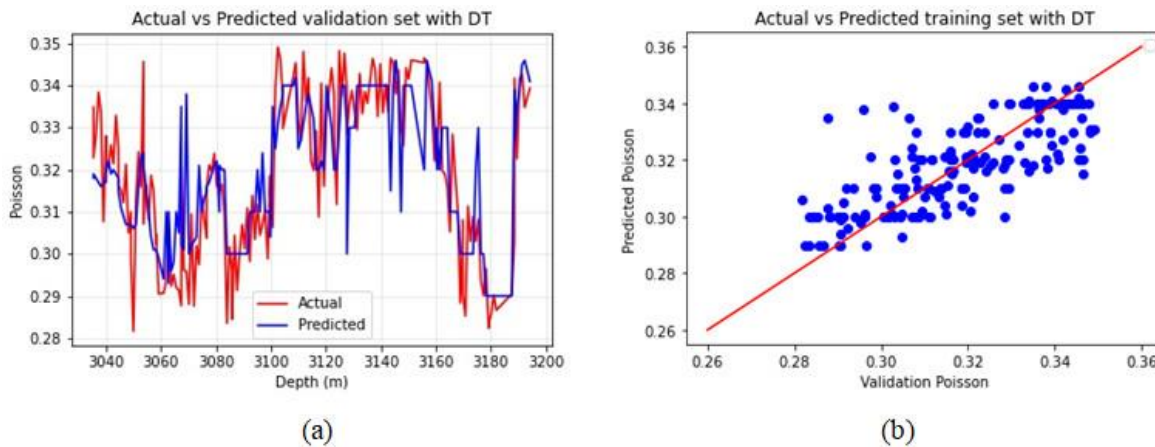 Actual vs Predicted validation set with DT
Poisson
0.35
0.34
0.33
0.32
0.31
0.30
0.29
0.28
Actual
Predicted
3040 3060 3080 3100 3120 3140 3160 3180 3200
Depth (m)
(a)
Actual vs Predicted training set with DT
Predicted Poisson
0.36
0.34
0.32
0.30
0.28
0.26
0.26 0.28 0.30 0.32 0.34 0.36
Validation Poisson
(b)